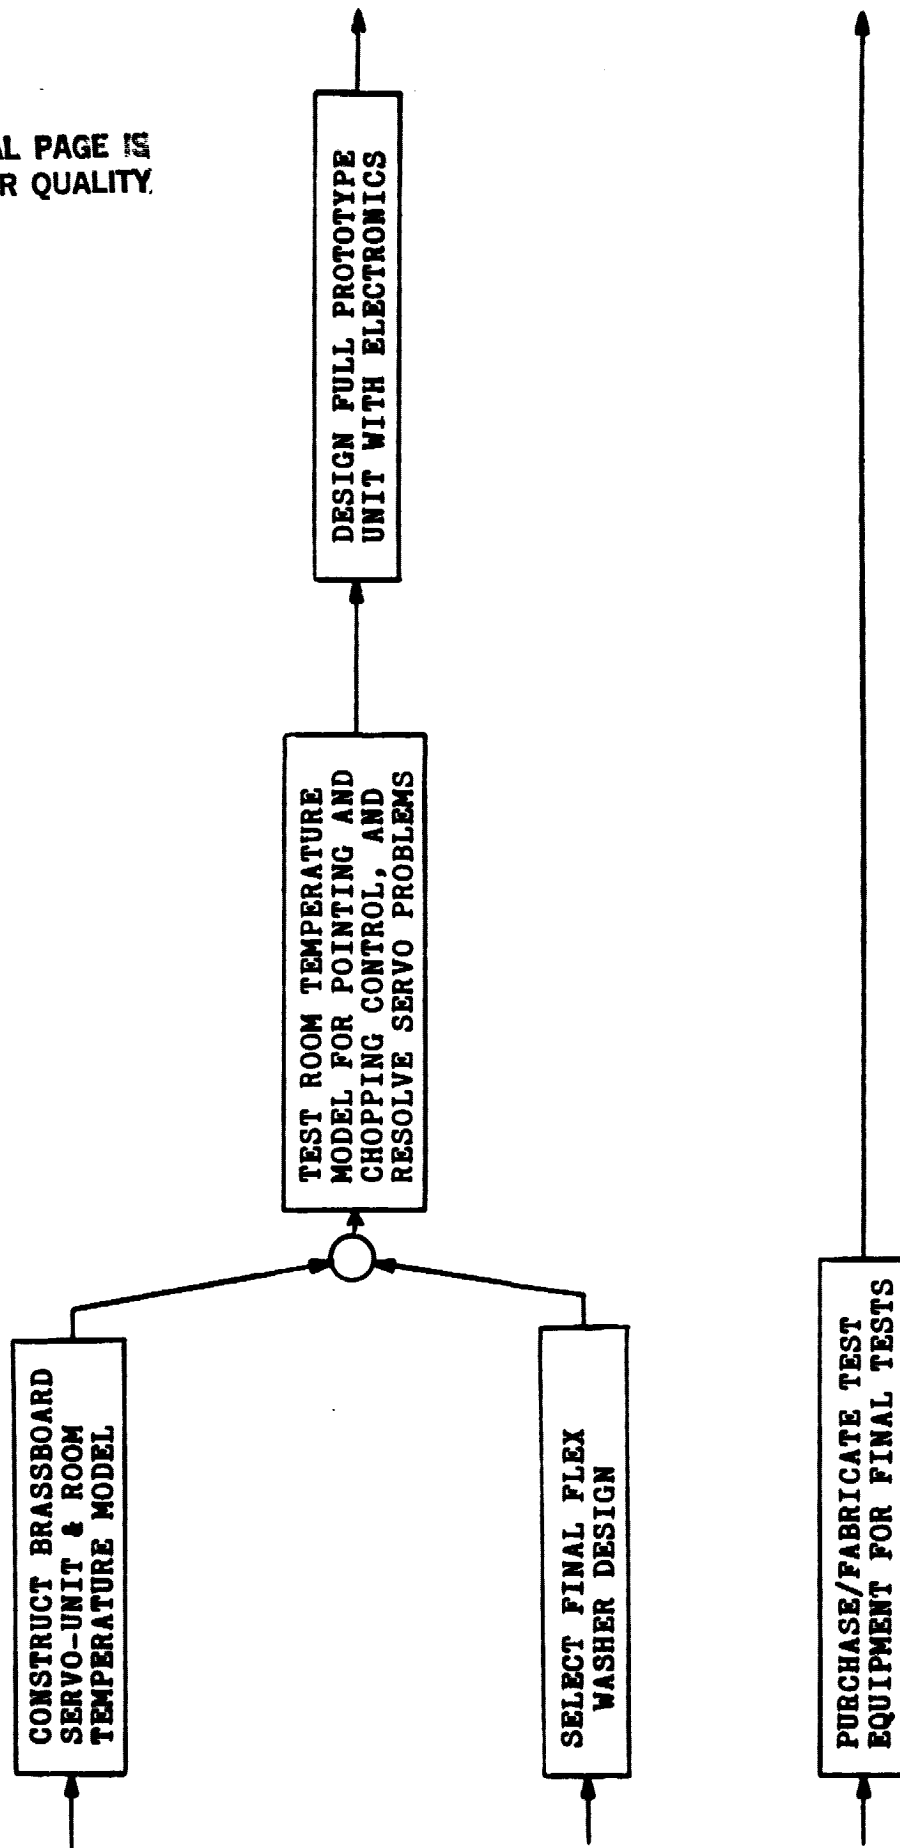 AL PAGE IS
R QUALITY
CONSTRUCT BRASSBOARD
SERVO-UNIT & ROOM
TEMPERATURE MODEL
SELECT FINAL FLEX
WASHER DESIGN
PURCHASE/FABRICATE TEST
EQUIPMENT FOR FINAL TESTS
TEST ROOM TEMPERATURE
MODEL FOR POINTING AND
CHOPPING CONTROL, AND
RESOLVE SERVO PROBLEMS
DESIGN FULL PROTOTYPE
UNIT WITH ELECTRONICS